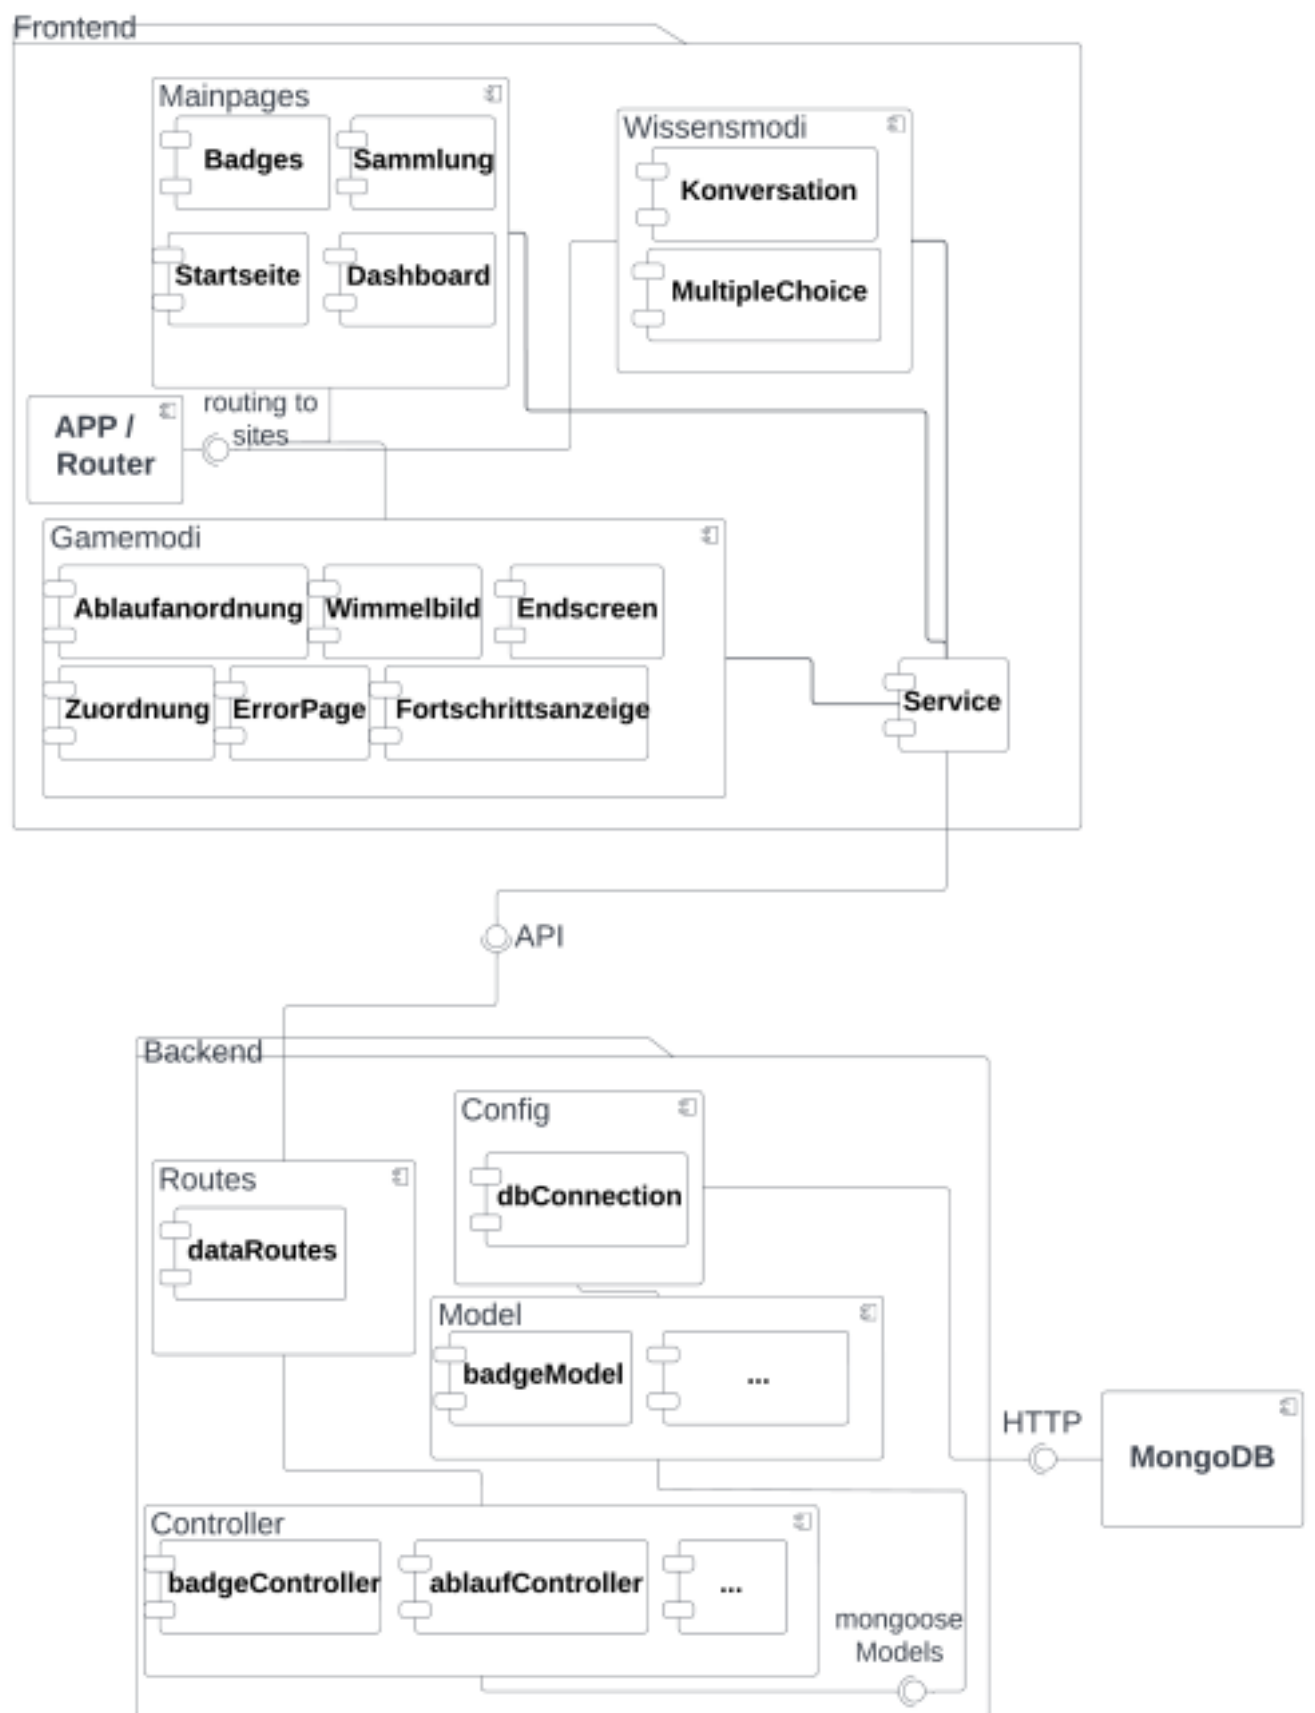 Frontend
Mainpages
Badges
Sammlung
Startseite
Dashboard
Wissensmodi
Konversation
MultipleChoice
APP /
Router
routing to
sites
Gamemodi
Ablaufanordnung
Wimmelbild
Endscreen
Zuordnung
ErrorPage
Fortschrittsanzeige
Service
API
Backend
Config
dbConnection
Routes
dataRoutes
Model
badgeModel
...
HTTP
MongoDB
Controller
badgeController
ablaufController
...
mongoose
Models